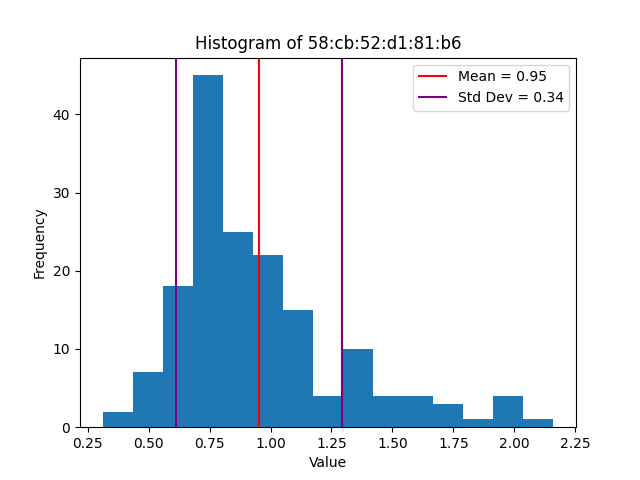 Histogram of 58:cb:52:d1:81:b6
Mean = 0.95
Std Dev = 0.34
Frequency
40
30
20
10
0
0.25 0.50 0.75 1.00 1.25 1.50 1.75 2.00 2.25
Value